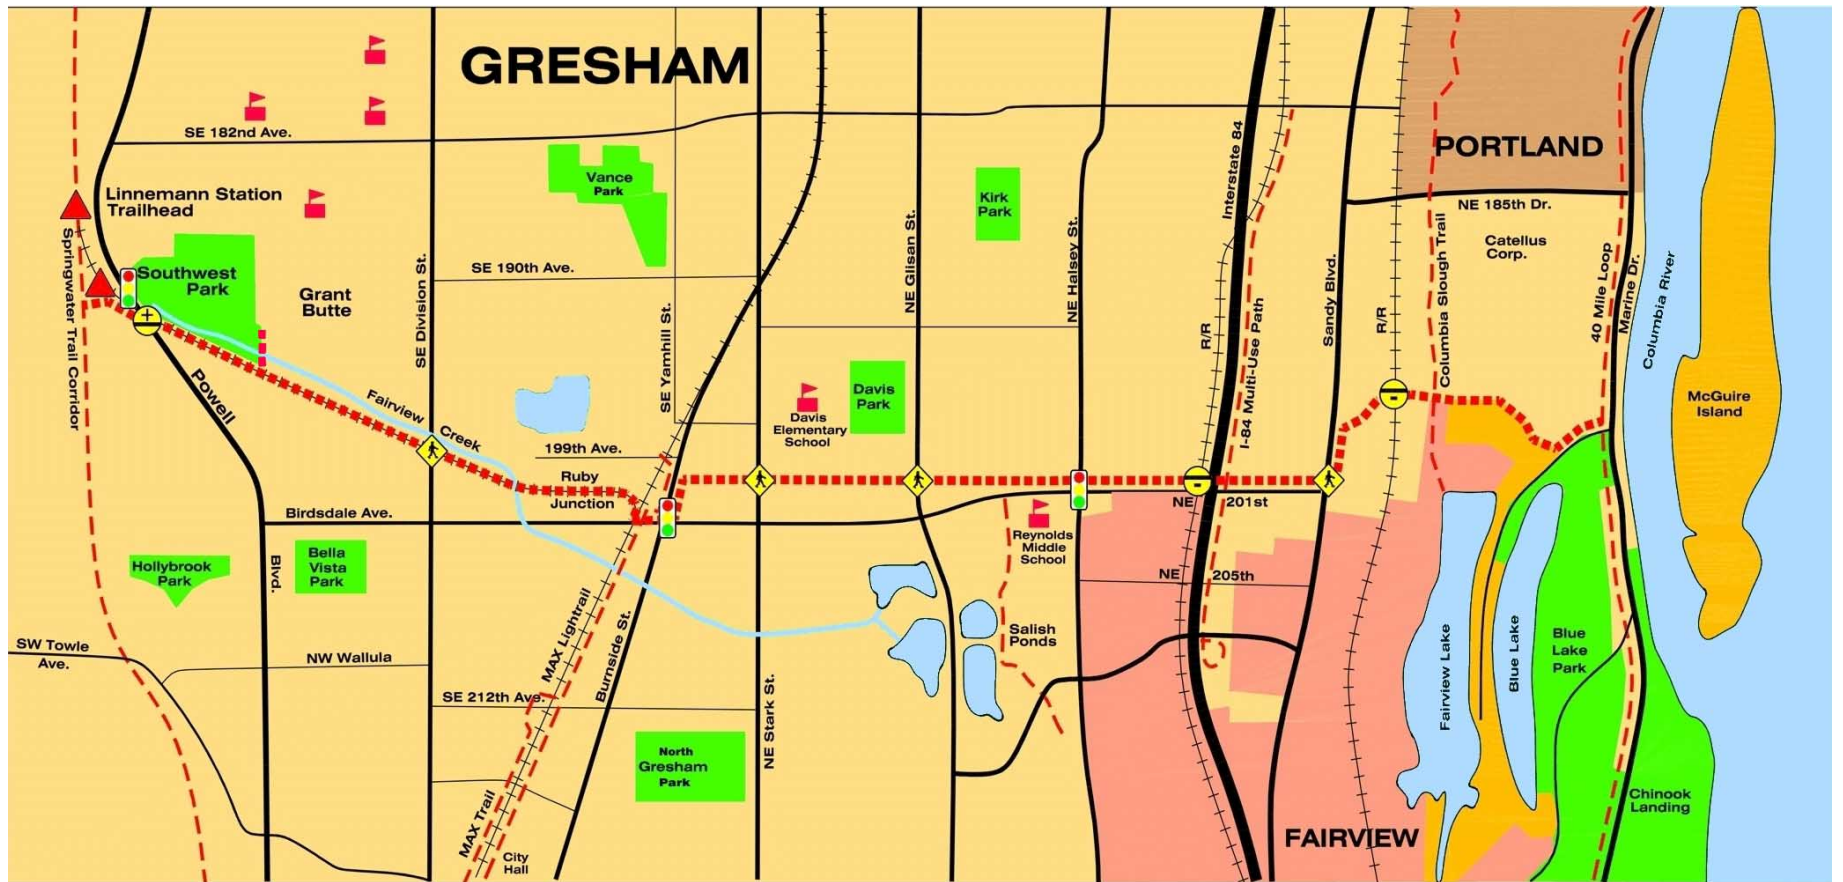 GRESHAM
SE 182nd Ave.
PORTLAND
Linnemann Station
Trailhead
Vance
Park
Kirk
Park
Interstate 84
NE 185th Dr.
Catellus
Corp.
Springwater Trail Corridor
Southwest
Park
Grant
Butte
SE Division St.
SE 190th Ave.
SE Yamhill St.
NE Glisan St.
NE Halsey St.
R/R
I-84 Multi-Use Path
Sandy Blvd.
R/R
Columbia Slough Trail
40 Mile Loop
Marine Dr.
Columbia River
McGuire
Island
Powell
Blvd.
Fairview
Creek
Davis
Park
Davis
Elementary
School
199th Ave.
Ruby
Junction
Birdsdale Ave.
NE 201st
Reynolds
Middle
School
Hollybrook
Park
Bella
Vista
Park
NE 205th
MAX Lightrail
Burnside St.
Salish
Ponds
SW Towle
Ave.
NW Wallula
SE 212th Ave.
NE Stark St.
Fairview Lake
Blue Lake
Blue
Lake
Park
North
Gresham
Park
MAX Trail
City
Hall
Chinook
Landing
FAIRVIEW